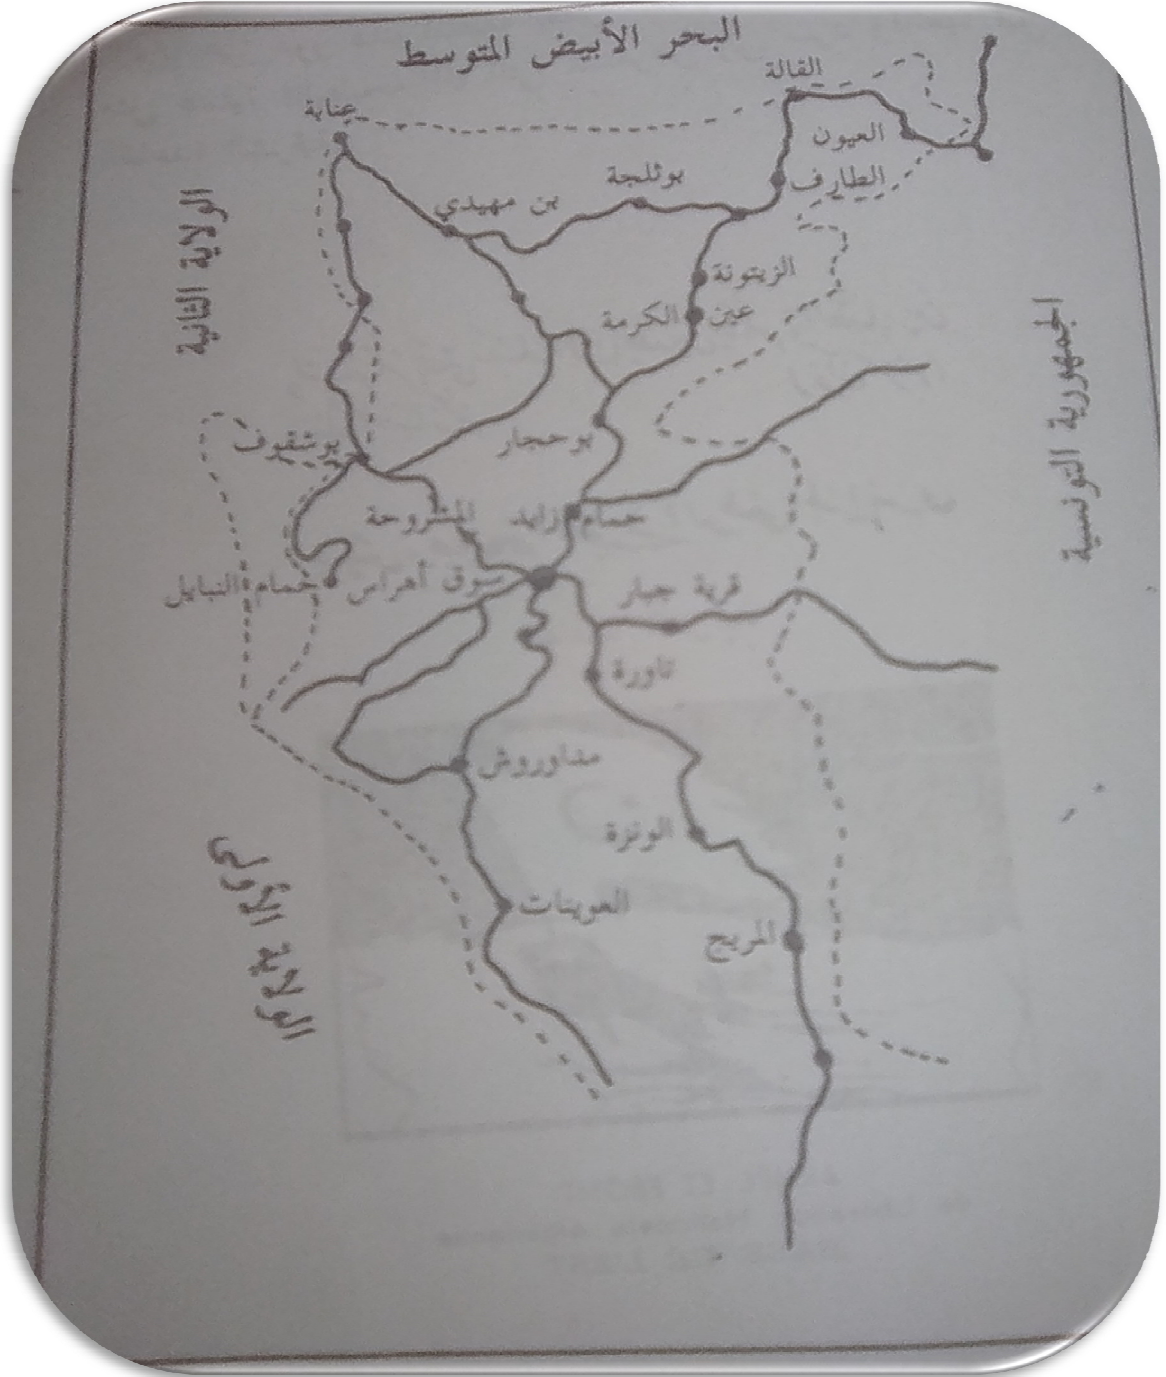 البحر الأبيض المتوسط
القالة
عنابة
العيون
بوثلجة
الطارف
بن مهيدي
الولاية الثانية
الزيتونة
عين الكرمة
الجمهورية التونسية
بوحجار
بوشقوف
المشروحة
حمام زايد
سوق أهراس
حمام النبايل
قرية جبار
تاورة
مداوروش
الونزة
العوينات
المريج
الولاية الأولى